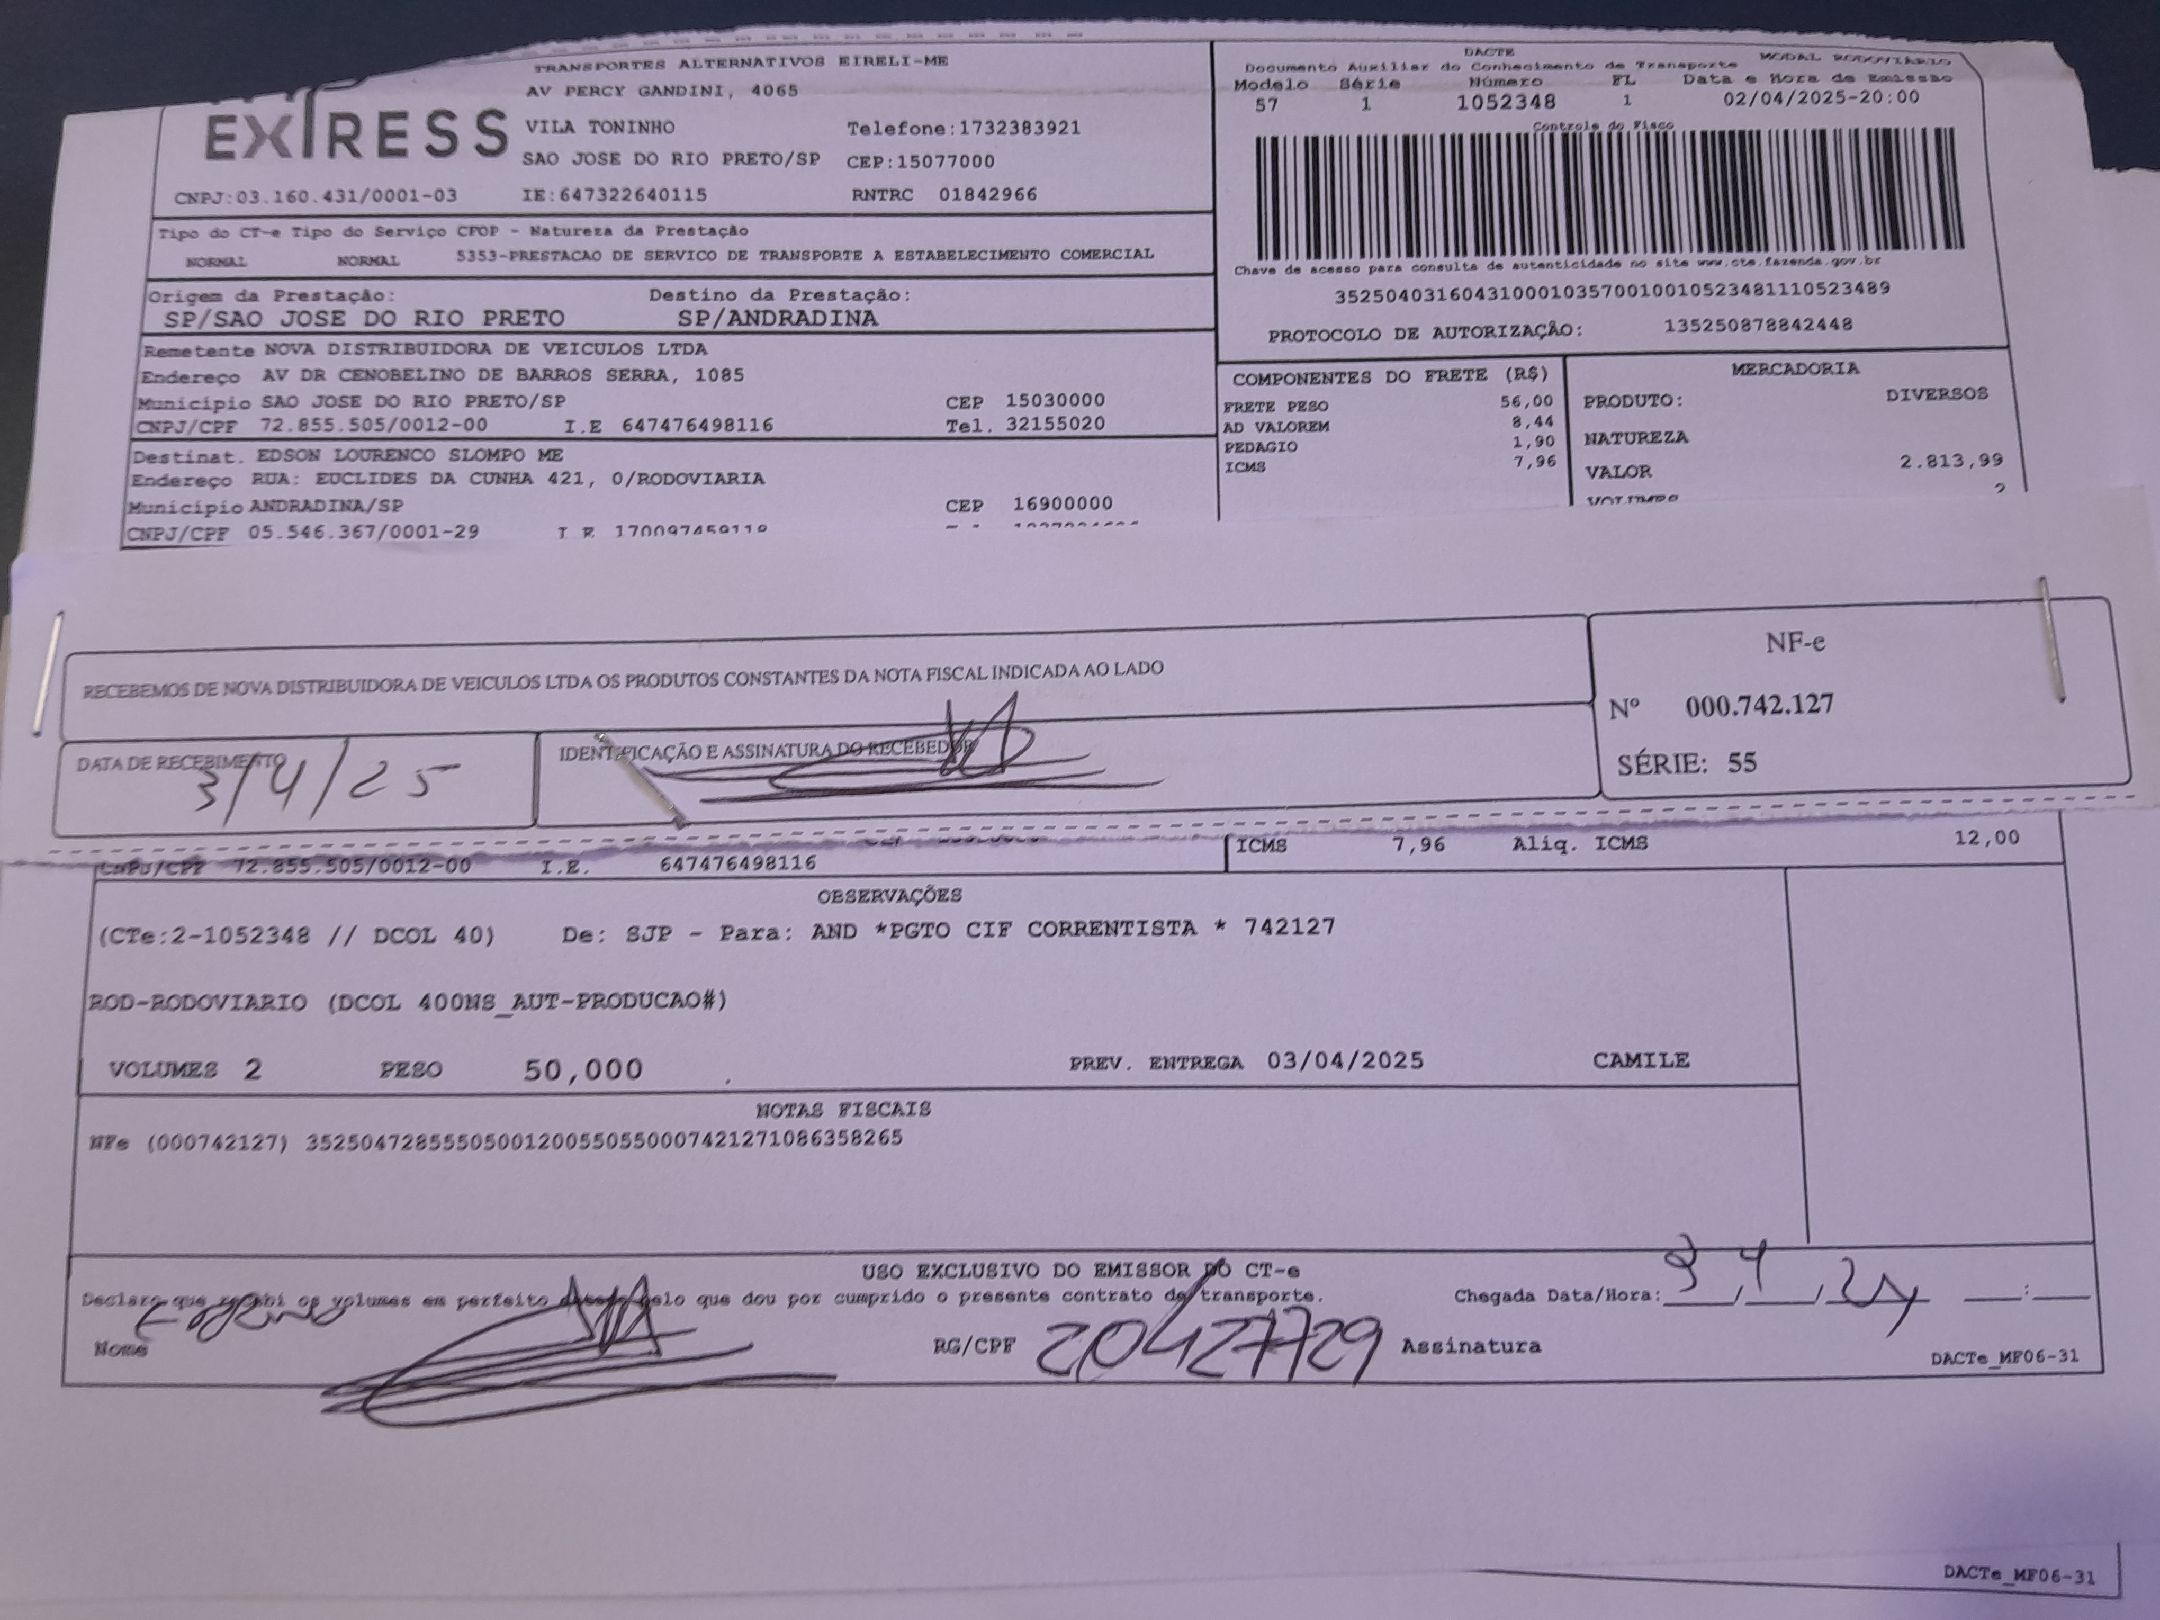 TRANSPORTES ALTERNATIVOS EIRELI-ME
AV PERCY GANDINI, 4065
EXPRESS
VILA TONINHO Telefone:1732383921
SAO JOSE DO RIO PRETO/SP CEP:15077000
CNPJ:03.160.431/0001-03 IE:647322640115 RNTRC 01842966
DACTE
Documento Auxiliar do Conhecimento de Transporte MODAL RODOVIARIO
Modelo Série Número FL Data e Hora de Emissão
57 1 1052348 1 02/04/2025-20:00
Controle do Fisco
Chave de acesso para consulta de autenticidade no site www.cte.fazenda.gov.br
35250403160431000103570010010523481110523489
PROTOCOLO DE AUTORIZAÇÃO: 135250878842448
Tipo do CT-e Tipo do Serviço CFOP - Natureza da Prestação
NORMAL NORMAL 5353-PRESTACAO DE SERVICO DE TRANSPORTE A ESTABELECIMENTO COMERCIAL
Origem da Prestação: Destino da Prestação:
SP/SAO JOSE DO RIO PRETO SP/ANDRADINA
Remetente NOVA DISTRIBUIDORA DE VEICULOS LTDA
Endereço AV DR CENOBELINO DE BARROS SERRA, 1085
Município SAO JOSE DO RIO PRETO/SP CEP 15030000
CNPJ/CPF 72.855.505/0012-00 I.E 647476498116 Tel. 32155020
Destinat. EDSON LOURENCO SLOMPO ME
Endereço RUA: EUCLIDES DA CUNHA 421, 0/RODOVIARIA
Município ANDRADINA/SP CEP 16900000
CNPJ/CPF 05.546.367/0001-29 I.E 170097459119
COMPONENTES DO FRETE (R$)
FRETE PESO 56,00
AD VALOREM 8,44
PEDAGIO 1,90
ICMS 7,96
MERCADORIA
PRODUTO: DIVERSOS
NATUREZA
VALOR 2.813,99
VOLUMES 2
RECEBEMOS DE NOVA DISTRIBUIDORA DE VEICULOS LTDA OS PRODUTOS CONSTANTES DA NOTA FISCAL INDICADA AO LADO
DATA DE RECEBIMENTO
3/4/25
IDENTIFICAÇÃO E ASSINATURA DO RECEBEDOR
NF-e
Nº 000.742.127
SÉRIE: 55
CNPJ/CPF 72.855.505/0012-00 I.E. 647476498116
ICMS 7,96 Aliq. ICMS 12,00
OBSERVAÇÕES
(CTe:2-1052348 // DCOL 40) De: SJP - Para: AND *PGTO CIF CORRENTISTA * 742127
ROD-RODOVIARIO (DCOL 400NS_AUT-PRODUCAO#)
VOLUMES 2 PESO 50,000 PREV. ENTREGA 03/04/2025 CAMILE
NOTAS FISCAIS
NFe (000742127) 35250472855505001200550550007421271086358265
USO EXCLUSIVO DO EMISSOR DO CT-e
Declaro que recebi os volumes em perfeito estado pelo que dou por cumprido o presente contrato de transporte.
Chegada Data/Hora: 3/4/25 :
Nome
RG/CPF 20427729 Assinatura
DACTe_MF06-31
DACTe_MF06-31